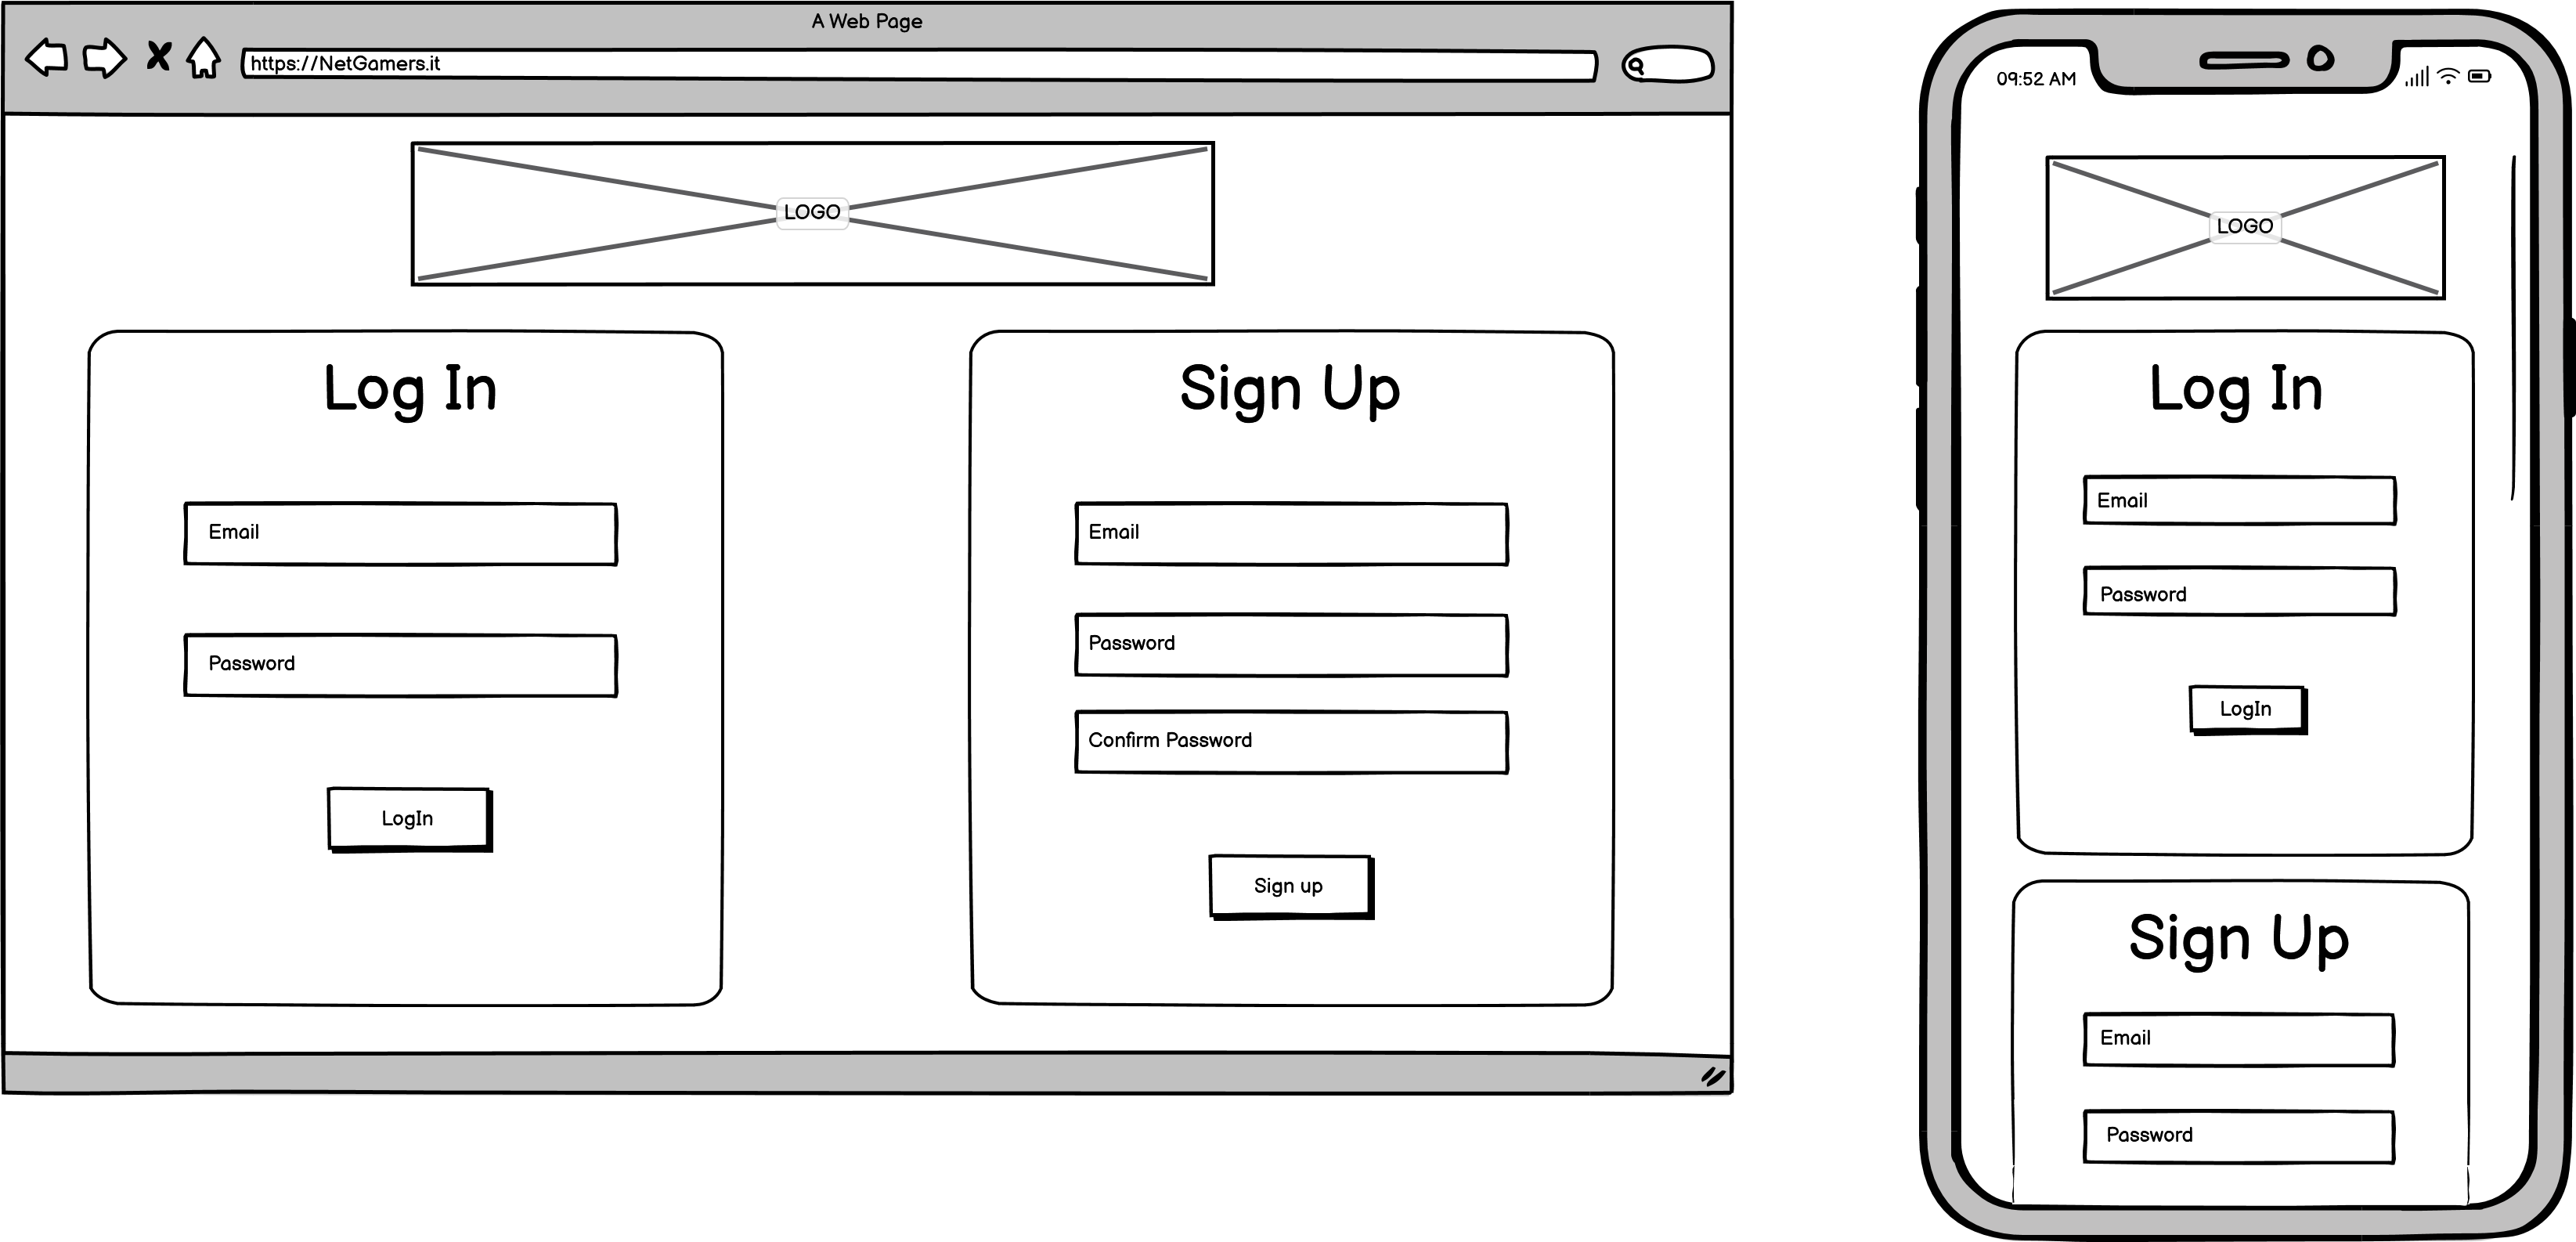 A Web Page
https://NetGamers.it
LOGO
Log In
Email
Password
LogIn
Sign Up
Email
Password
Confirm Password
Sign up
09:52 AM
LOGO
Log In
Email
Password
LogIn
Sign Up
Email
Password